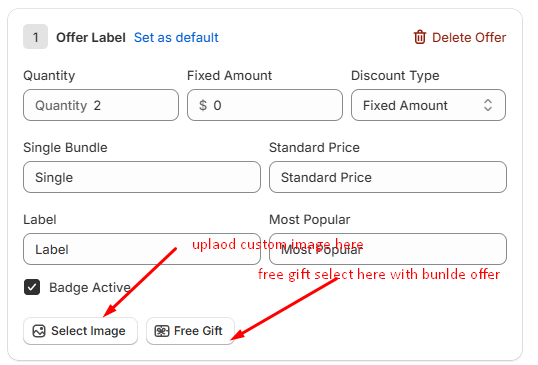 1 Offer Label Set as default Delete Offer
Quantity Fixed Amount Discount Type
Quantity 2 $ 0 Fixed Amount
Single Bundle Standard Price
Single Standard Price
Label Most Popular
uplaod custom image here
Label Most Popular
free gift select here with bunlde offer
Badge Active
Select Image Free Gift